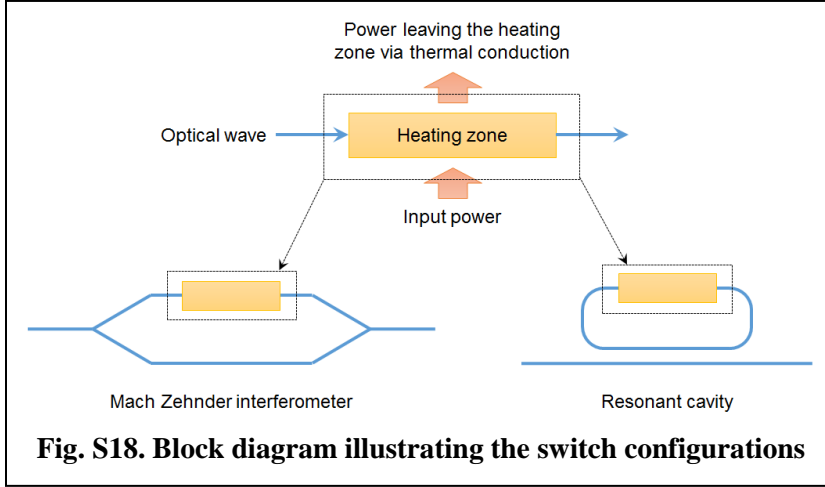 Power leaving the heating
zone via thermal conduction
Optical wave
Heating zone
Input power
Mach Zehnder interferometer
Resonant cavity
Fig. S18. Block diagram illustrating the switch configurations